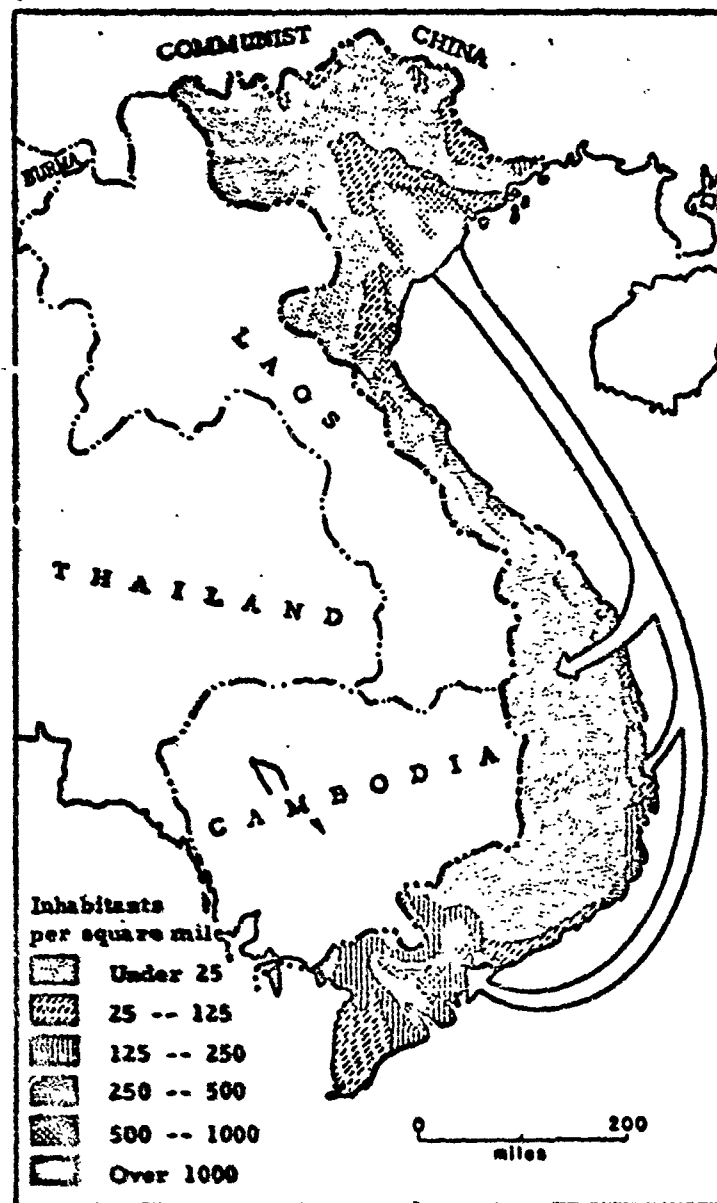 COMMUNIST CHINA
BURMA
LAOS
THAILAND
CAMBODIA
Inhabitants
per square mile
Under 25
25 -- 125
125 -- 250
250 -- 500
500 -- 1000
Over 1000
0 200
miles